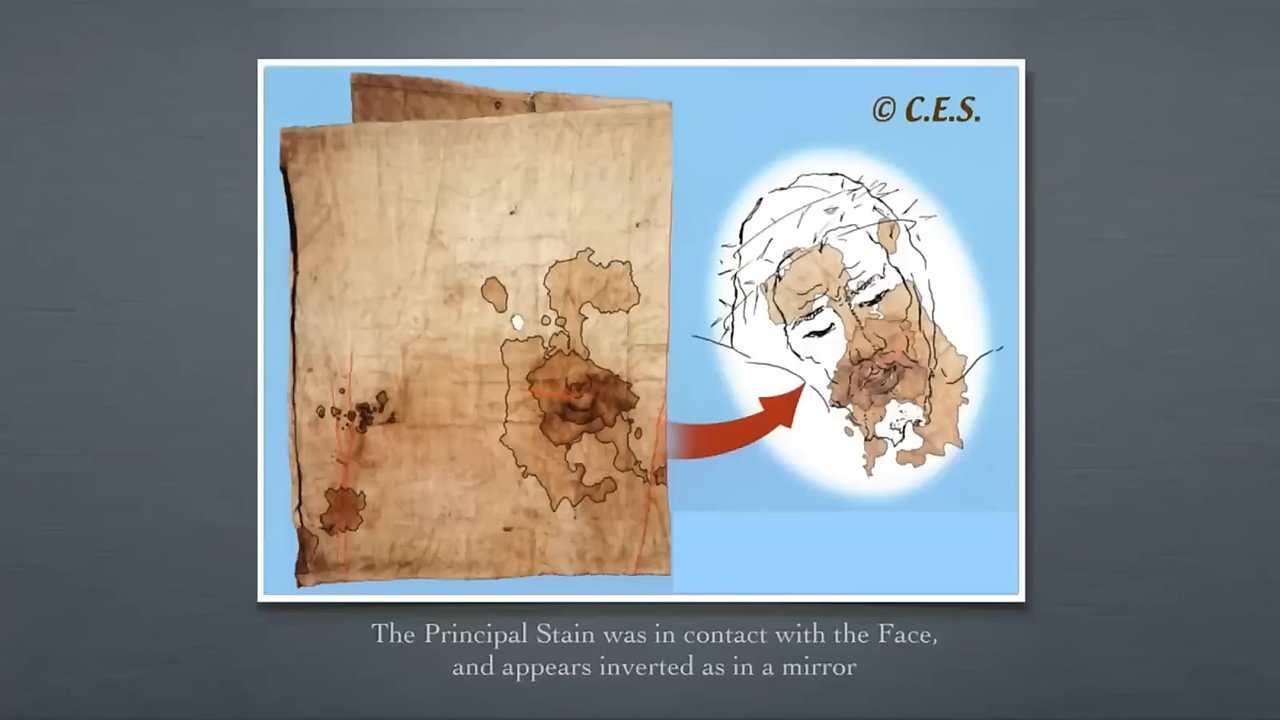 © C.E.S.
The Principal Stain was in contact with the Face,
and appears inverted as in a mirror